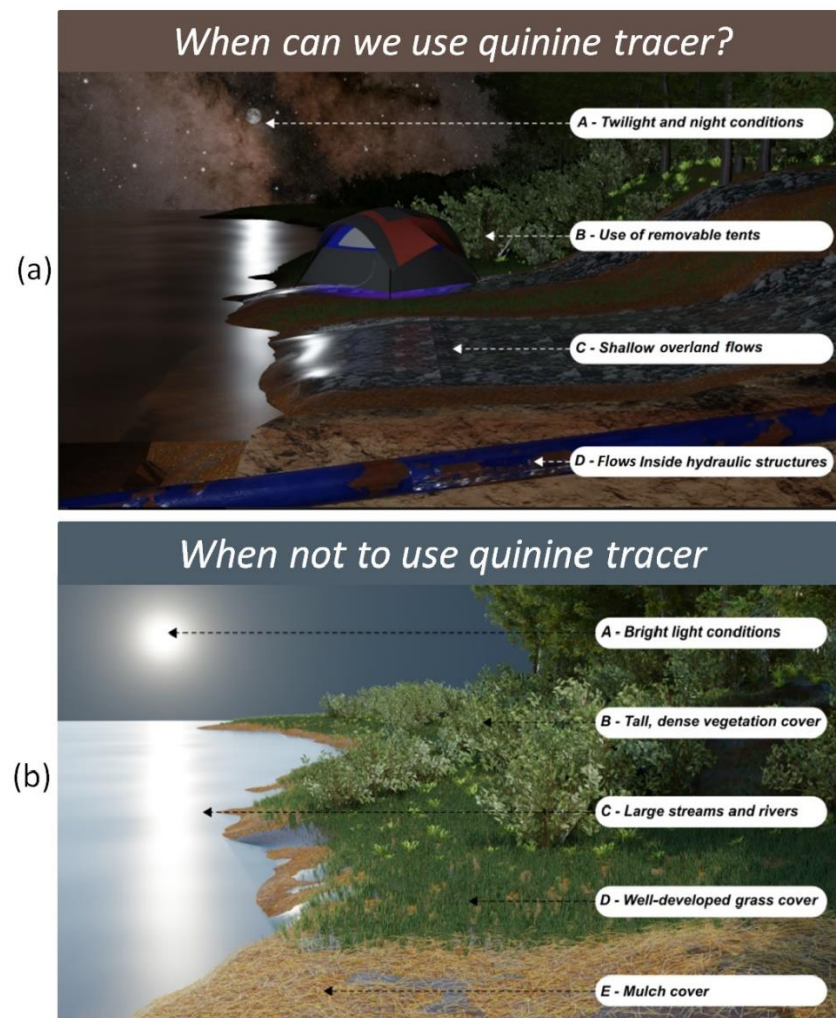 When can we use quinine tracer?
(a)
A - Twilight and night conditions
B - Use of removable tents
C - Shallow overland flows
D - Flows Inside hydraulic structures
When not to use quinine tracer
(b)
A - Bright light conditions
B - Tall, dense vegetation cover
C - Large streams and rivers
D - Well-developed grass cover
E - Mulch cover